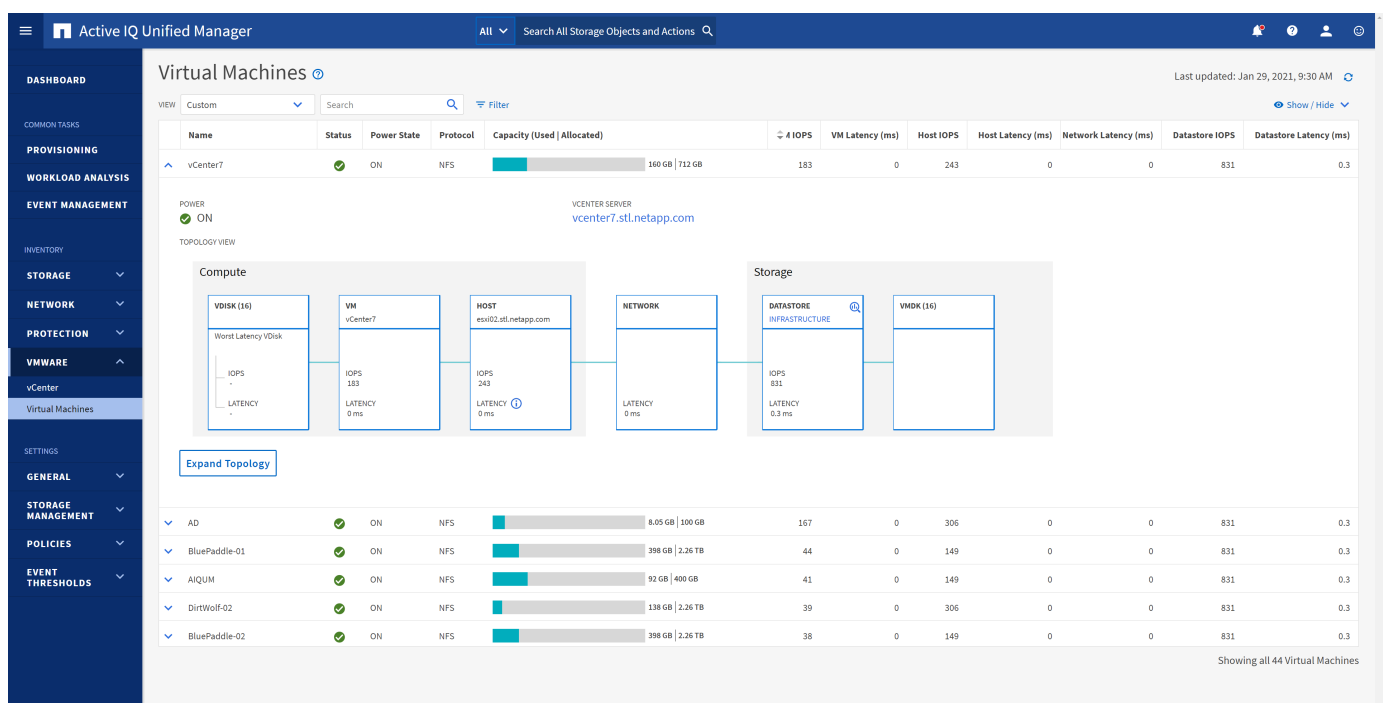 Active IQ Unified Manager
All
Search All Storage Objects and Actions
DASHBOARD
COMMON TASKS
PROVISIONING
WORKLOAD ANALYSIS
EVENT MANAGEMENT
INVENTORY
STORAGE
NETWORK
PROTECTION
VMWARE
vCenter
Virtual Machines
SETTINGS
GENERAL
STORAGE
MANAGEMENT
POLICIES
EVENT
THRESHOLDS
Virtual Machines
Last updated: Jan 29, 2021, 9:30 AM
VIEW Custom Search Filter Show / Hide
Name Status Power State Protocol Capacity (Used | Allocated) IOPS VM Latency (ms) Host IOPS Host Latency (ms) Network Latency (ms) Datastore IOPS Datastore Latency (ms)
vCenter7 ON NFS 160 GB | 712 GB 183 0 243 0 0 831 0.3
POWER
ON
VCENTER SERVER
vcenter7.stl.netapp.com
TOPOLOGY VIEW
Compute
VDISK (16)
Worst Latency VDisk
IOPS
-
LATENCY
-
VM
vCenter7
IOPS
183
LATENCY
0 ms
HOST
esxi02.stl.netapp.com
IOPS
243
LATENCY
0 ms
NETWORK
LATENCY
0 ms
Storage
DATASTORE
INFRASTRUCTURE
IOPS
831
LATENCY
0.3 ms
VMDK (16)
Expand Topology
AD ON NFS 8.05 GB | 100 GB 167 0 306 0 0 831 0.3
BluePaddle-01 ON NFS 398 GB | 2.26 TB 44 0 149 0 0 831 0.3
AIQUM ON NFS 92 GB | 400 GB 41 0 149 0 0 831 0.3
DirtWolf-02 ON NFS 138 GB | 2.26 TB 39 0 306 0 0 831 0.3
BluePaddle-02 ON NFS 398 GB | 2.26 TB 38 0 149 0 0 831 0.3
Showing all 44 Virtual Machines